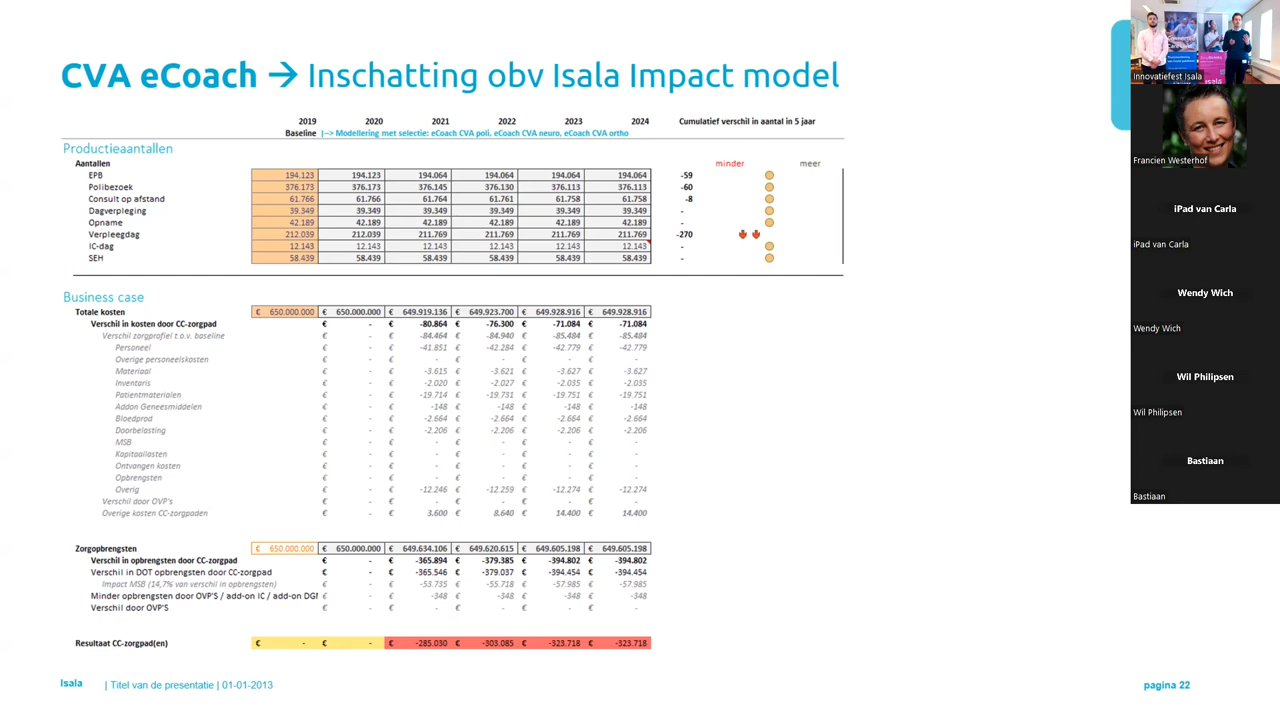 CVA eCoach → Inschatting obv Isala Impact model
2019 2020 2021 2022 2023 2024 Cumulatief verschil in aantal in 5 jaar
Baseline |--> Modellering met selectie: eCoach CVA poli, eCoach CVA neuro, eCoach CVA ortho
Productieaantallen
Aantallen minder meer
EPB 194.123 194.123 194.064 194.064 194.064 194.064 -59
Polibezoek 376.173 376.173 376.145 376.130 376.113 376.113 -60
Consult op afstand 61.766 61.766 61.764 61.761 61.758 61.758 -8
Dagverpleging 39.349 39.349 39.349 39.349 39.349 39.349 -
Opname 42.189 42.189 42.189 42.189 42.189 42.189 -
Verpleegdag 212.039 212.039 211.769 211.769 211.769 211.769 -270
IC-dag 12.143 12.143 12.143 12.143 12.143 12.143 -
SEH 58.439 58.439 58.439 58.439 58.439 58.439 -
Business case
Totale kosten € 650.000.000 € 650.000.000 € 649.919.136 € 649.923.700 € 649.928.916 € 649.928.916
Verschil in kosten door CC-zorgpad € - € -80.864 € -76.300 € -71.084 € -71.084
Verschil zorgprofiel t.o.v. baseline € - € -84.464 € -84.940 € -85.484 € -85.484
Personeel € - € -41.851 € -42.284 € -42.779 € -42.779
Overige personeelskosten € - € - € - € - € -
Materiaal € - € -3.615 € -3.621 € -3.627 € -3.627
Inventaris € - € -2.020 € -2.027 € -2.035 € -2.035
Patientmaterialen € - € -19.714 € -19.731 € -19.751 € -19.751
Addon Geneesmiddelen € - € -148 € -148 € -148 € -148
Bloedprod € - € -2.664 € -2.664 € -2.664 € -2.664
Doorbelasting € - € -2.206 € -2.206 € -2.206 € -2.206
MSB € - € - € - € - € -
Kapitaallasten € - € - € - € - € -
Ontvangen kosten € - € - € - € - € -
Opbrengsten € - € - € - € - € -
Overig € - € -12.246 € -12.259 € -12.274 € -12.274
Verschil door OVP's € - € - € - € - € -
Overige kosten CC-zorgpaden € - € 3.600 € 8.640 € 14.400 € 14.400
Zorgopbrengsten € 650.000.000 € 650.000.000 € 649.634.106 € 649.620.615 € 649.605.198 € 649.605.198
Verschil in opbrengsten door CC-zorgpad € - € -365.894 € -379.385 € -394.802 € -394.802
Verschil in DOT opbrengsten door CC-zorgpad € - € -365.546 € -379.037 € -394.454 € -394.454
Impact MSB (14,7% van verschil in opbrengsten) € - € -53.735 € -55.718 € -57.985 € -57.985
Minder opbrengsten door OVP'S / add-on IC / add-on DGM € - € -348 € -348 € -348 € -348
Verschil door OVP'S € - € - € - € - € -
Resultaat CC-zorgpad(en) € - € - € -285.030 € -303.085 € -323.718 € -323.718
Isala | Titel van de presentatie | 01-01-2013 pagina 22
Innovatiefest Isala
Francien Westerhof
iPad van Carla
iPad van Carla
Wendy Wich
Wendy Wich
Wil Philipsen
Wil Philipsen
Bastiaan
Bastiaan